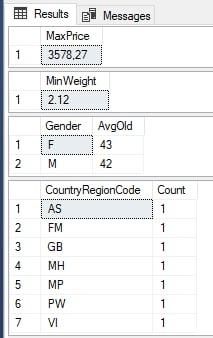 Results Messages
MaxPrice
1 3578,27
MinWeight
1 2.12
Gender AvgOld
1 F 43
2 M 42
CountryRegionCode Count
1 AS 1
2 FM 1
3 GB 1
4 MH 1
5 MP 1
6 PW 1
7 VI 1